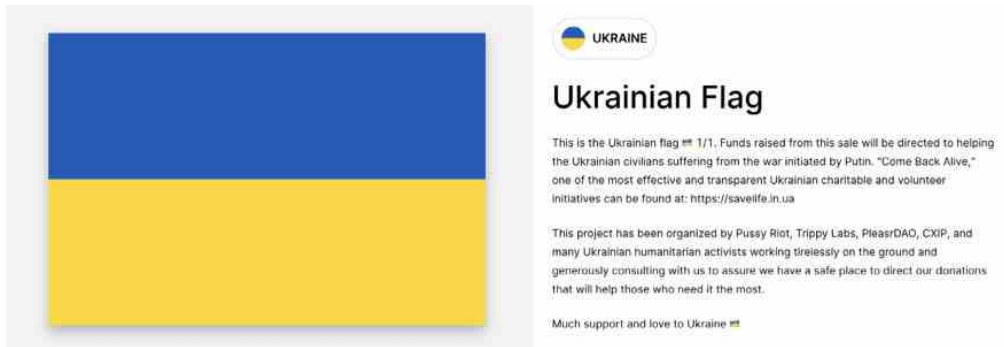 UKRAINE
Ukrainian Flag
This is the Ukrainian flag 🇺🇦 1/1. Funds raised from this sale will be directed to helping
the Ukrainian civilians suffering from the war initiated by Putin. "Come Back Alive,"
one of the most effective and transparent Ukrainian charitable and volunteer
initiatives can be found at: https://savelife.in.ua
This project has been organized by Pussy Riot, Trippy Labs, PleasrDAO, CXIP, and
many Ukrainian humanitarian activists working tirelessly on the ground and
generously consulting with us to assure we have a safe place to direct our donations
that will help those who need it the most.
Much support and love to Ukraine 🇺🇦